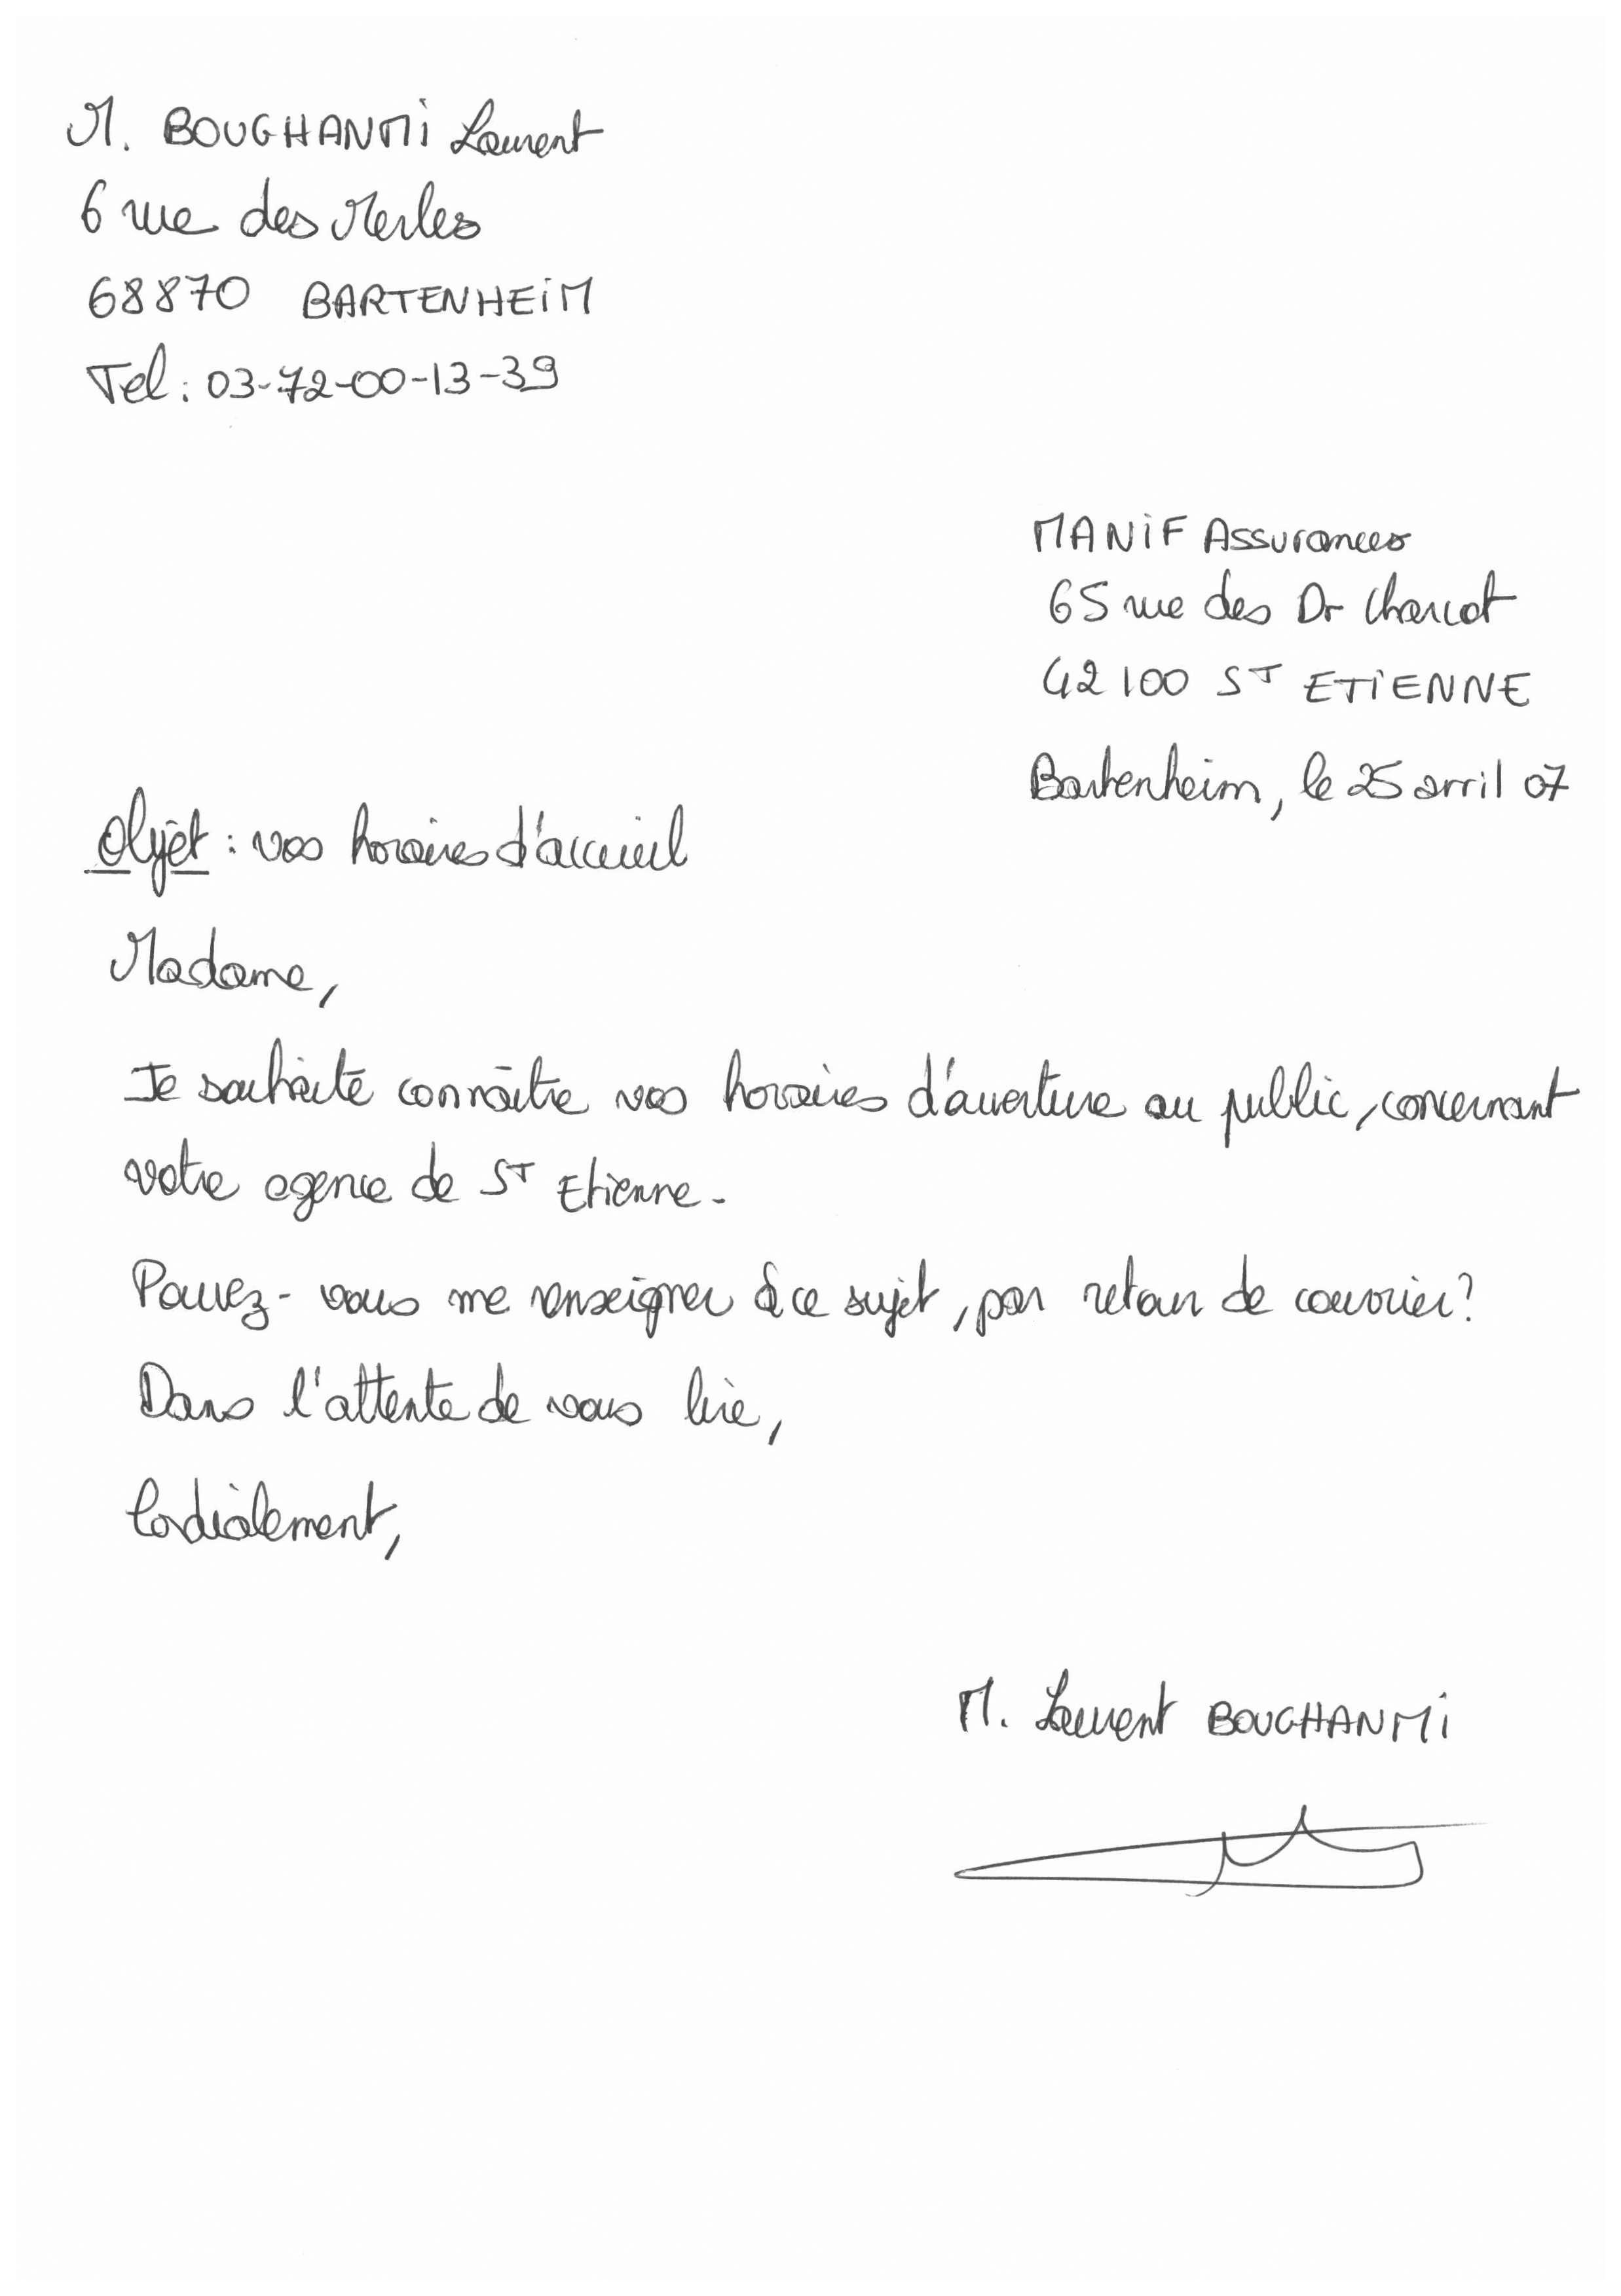 M. BOUGHANMI Laurent
6 rue des Merles
68870 BARTENHEIM
Tel : 03-72-00-13-39
MANIF Assurances
65 rue des Dr Charcot
42100 ST ETIENNE
Bartenheim, le 25 avril 07
Objet : vos horaires d'accueil
Madame,
Je souhaite connaître vos horaires d'ouverture au public, concernant
votre agence de ST Etienne.
Pouvez-vous me renseigner à ce sujet, par retour de courrier ?
Dans l'attente de vous lire,
Cordialement,
M. Laurent BOUGHANMI